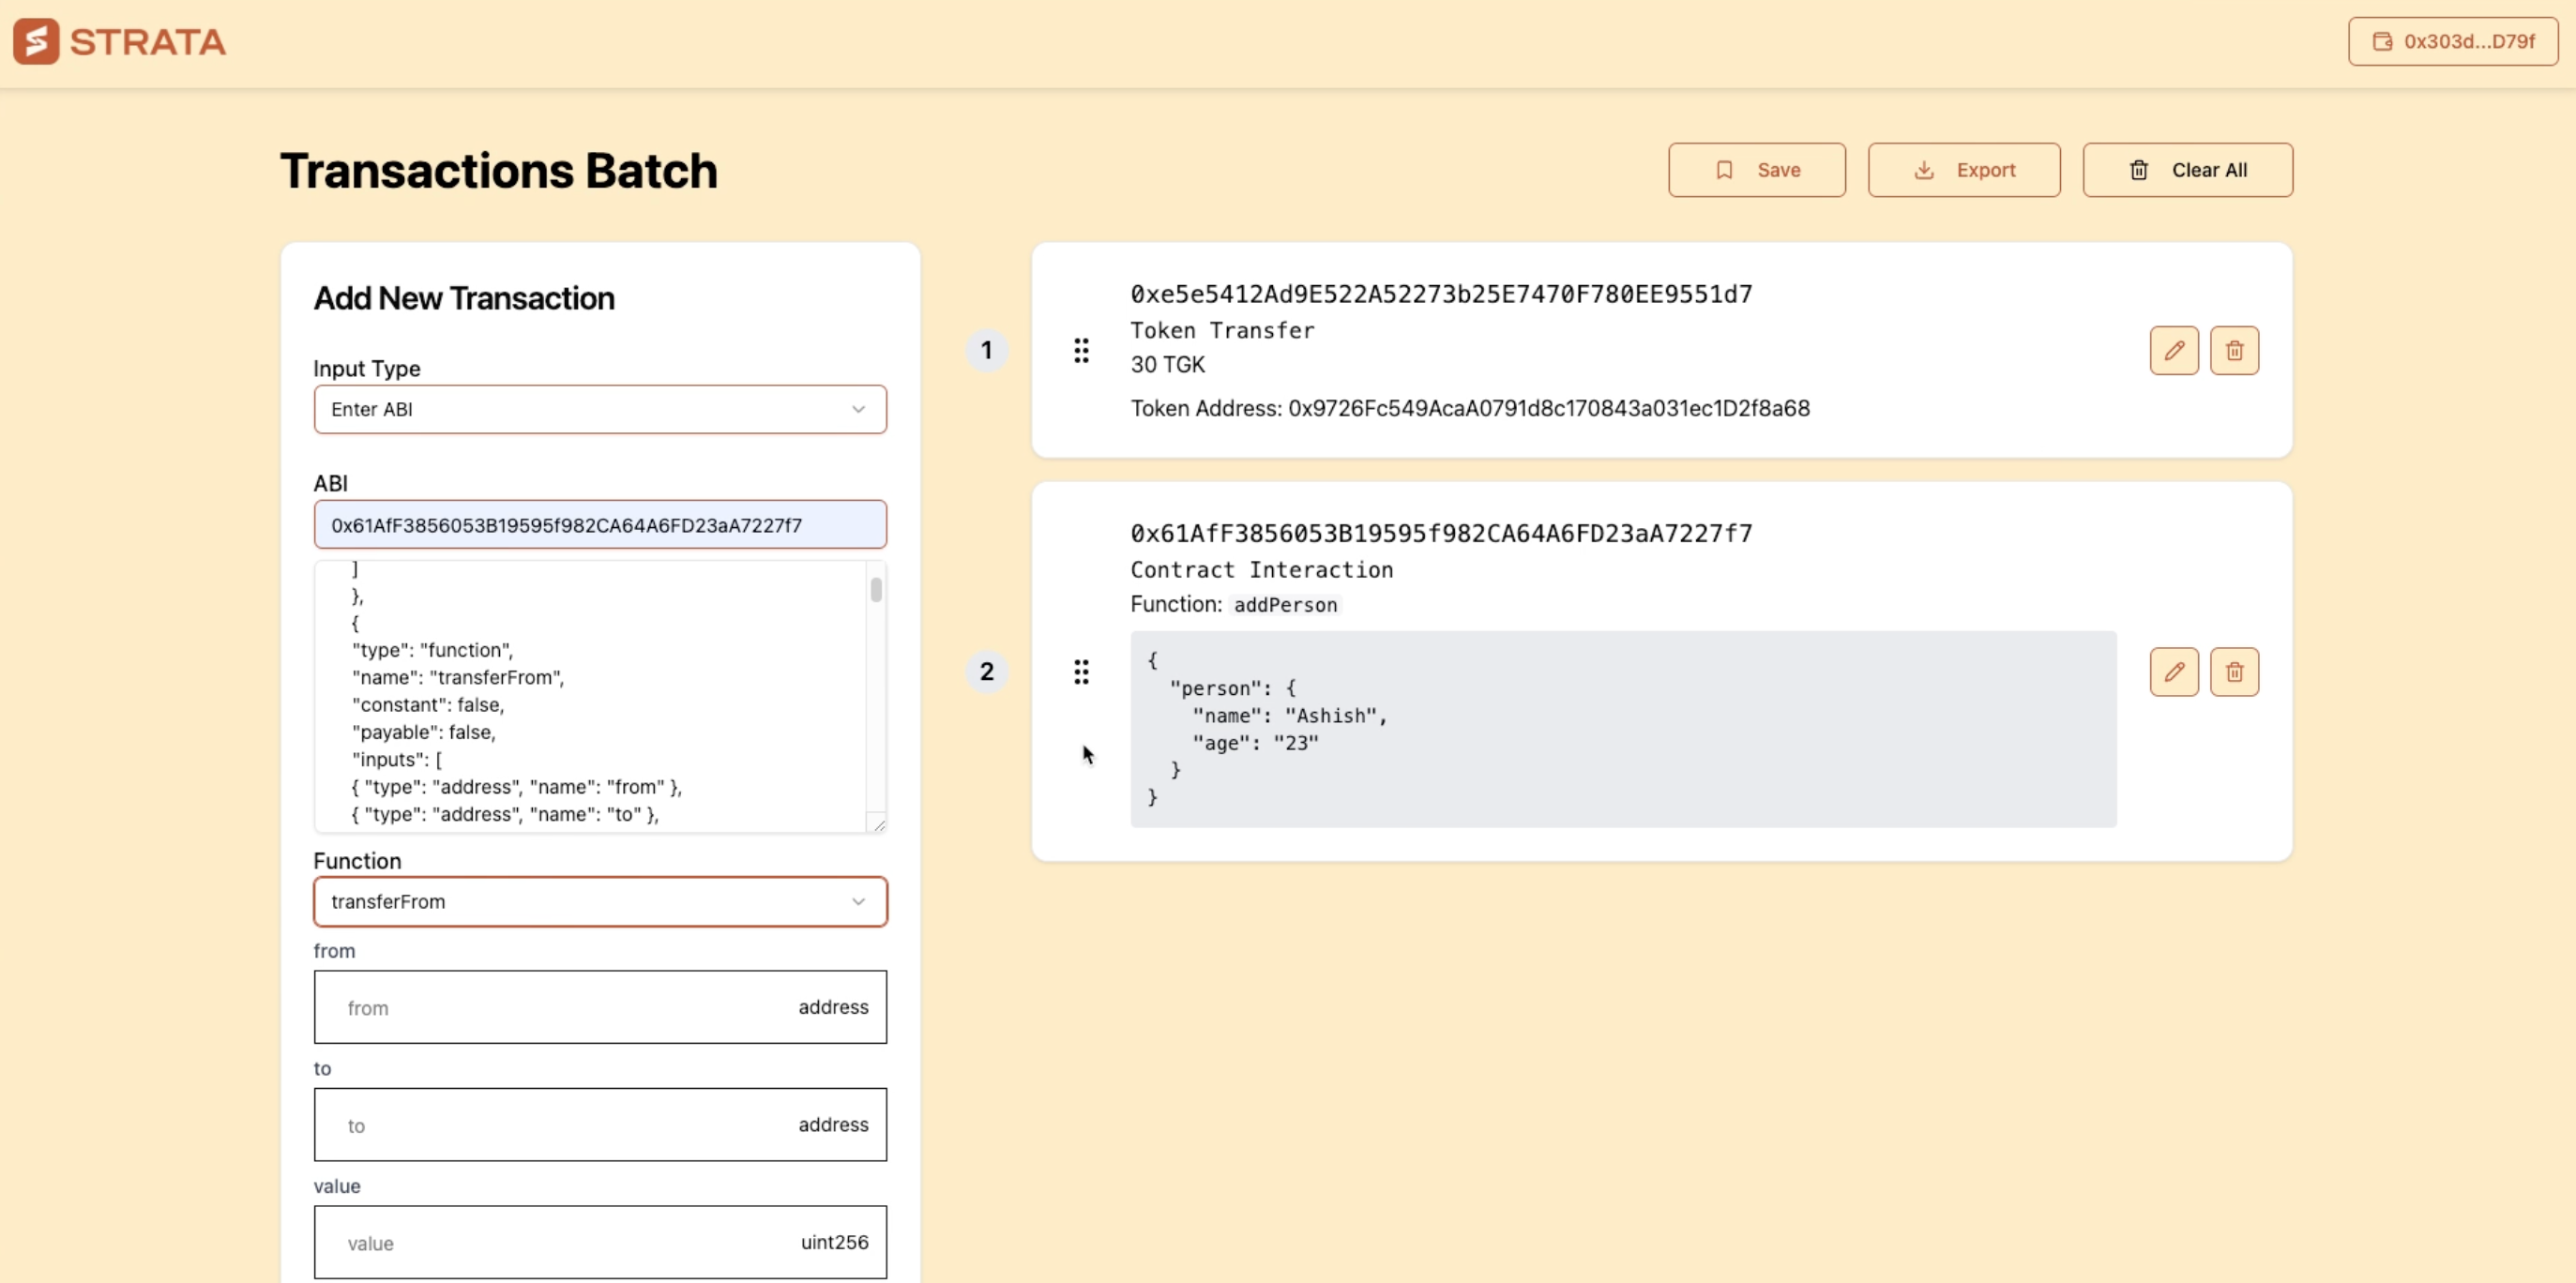 STRATA
0x303d...D79f
Transactions Batch
Save
Export
Clear All
Add New Transaction
Input Type
Enter ABI
ABI
0x61AfF3856053B19595f982CA64A6FD23aA7227f7
]
},
{
"type": "function",
"name": "transferFrom",
"constant": false,
"payable": false,
"inputs": [
{ "type": "address", "name": "from" },
{ "type": "address", "name": "to" },
Function
transferFrom
from
from address
to
to address
value
value uint256
1
0xe5e5412Ad9E522A52273b25E7470F780EE9551d7
Token Transfer
30 TGK
Token Address: 0x9726Fc549AcaA0791d8c170843a031ec1D2f8a68
2
0x61AfF3856053B19595f982CA64A6FD23aA7227f7
Contract Interaction
Function: addPerson
{
"person": {
"name": "Ashish",
"age": "23"
}
}